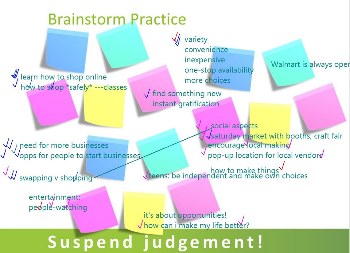 Brainstorm Practice
variety
convenience
inexpensive
one-stop availability
more choices
Walmart is always open
learn how to shop online
how to shop "safely" ---classes
find something new
instant gratification
social aspects
saturday market with booths, craft fair
encourage local making
pop-up location for local vendors
need for more businesses
opps for people to start businesses
how to make things
swapping v shopping
teens: be independent and make own choices
entertainment:
people-watching
it's about opportunities!
how can i make my life better?
Suspend judgement!